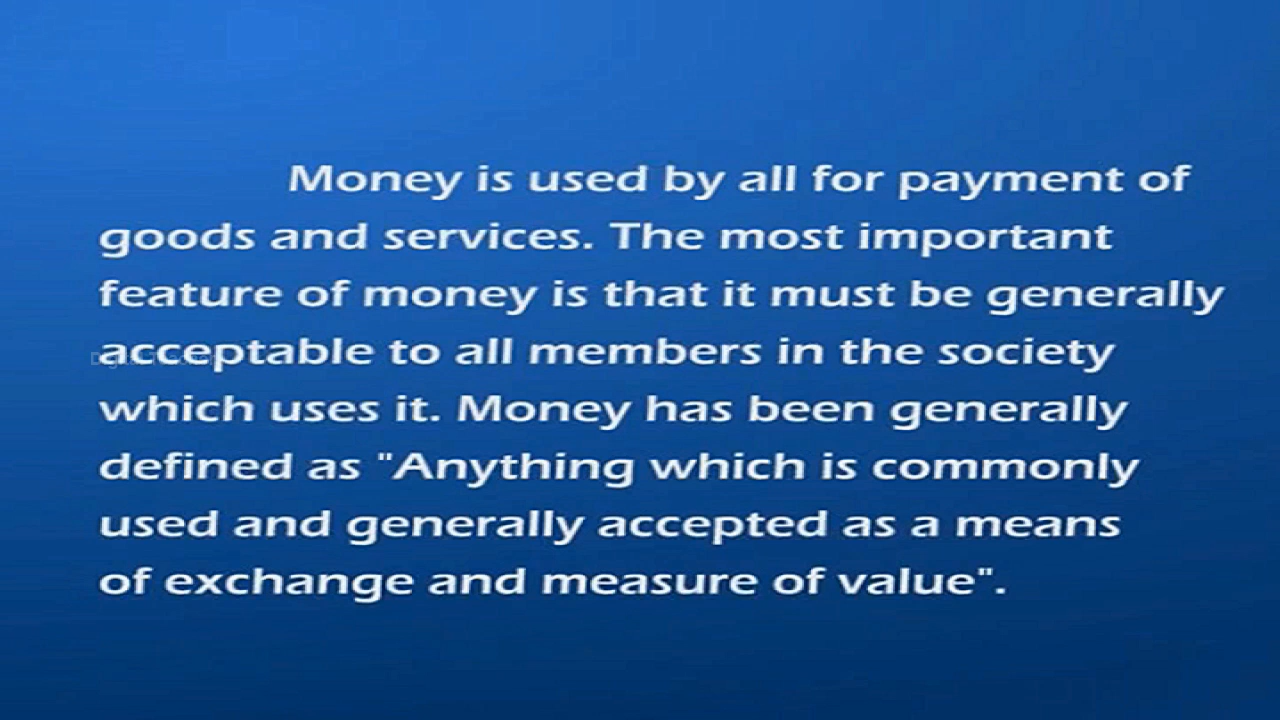 Money is used by all for payment of
goods and services. The most important
feature of money is that it must be generally
acceptable to all members in the society
which uses it. Money has been generally
defined as "Anything which is commonly
used and generally accepted as a means
of exchange and measure of value".